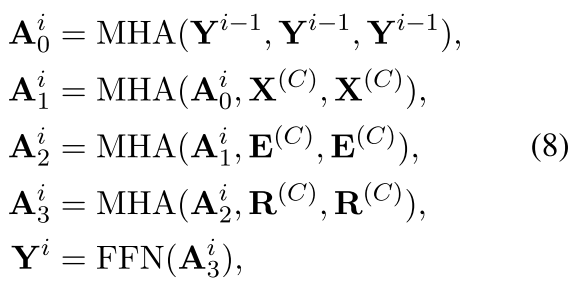 A_0^i = MHA(Y^{i−1}, Y^{i−1}, Y^{i−1}),
A_1^i = MHA(A_0^i, X^{(C)}, X^{(C)}),
A_2^i = MHA(A_1^i, E^{(C)}, E^{(C)}), (8)
A_3^i = MHA(A_2^i, R^{(C)}, R^{(C)}),
Y^i = FFN(A_3^i),